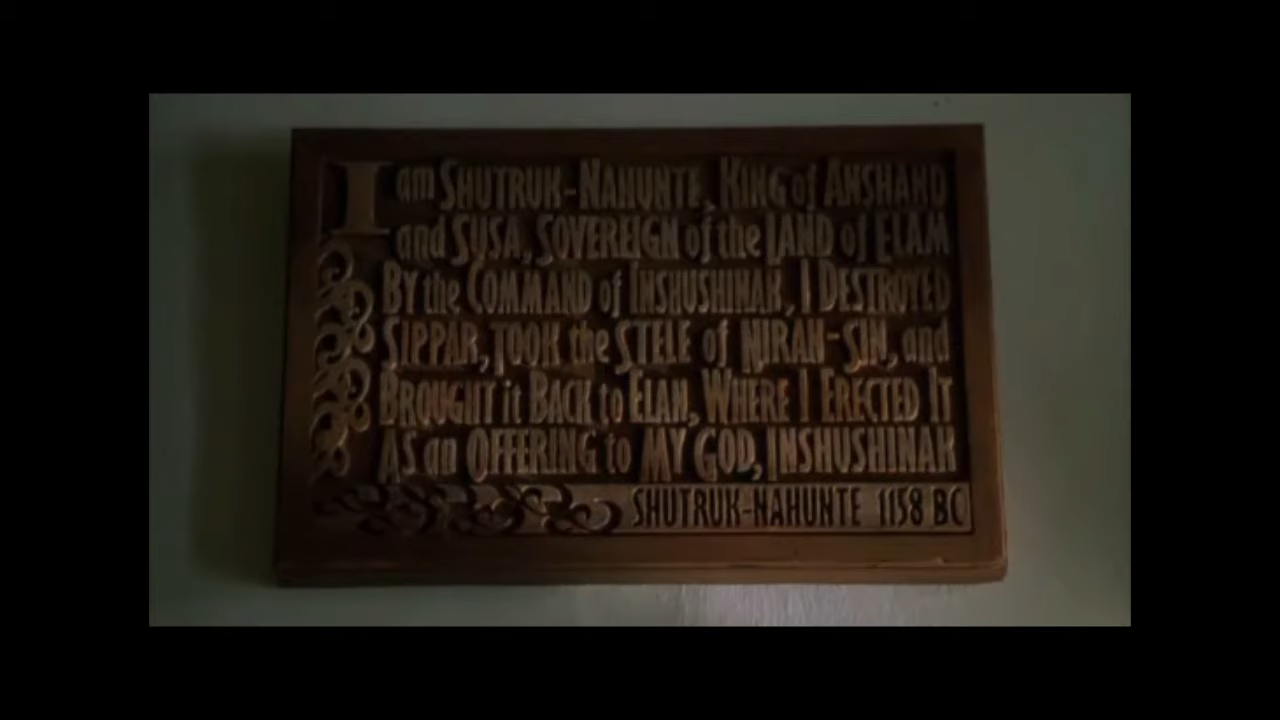 I am SHUTRUK-NAHUNTE, KING of ANSHAND
and SUSA, SOVEREIGN of the LAND of ELAM
BY the COMMAND of INSHUSHINAK, I DESTROYED
SIPPAR, TOOK the STELE of NIRAN-SIN, and
BROUGHT it BACK to ELAN, WHERE I ERECTED IT
AS an OFFERING to MY GOD, INSHUSHINAK
SHUTRUK-NAHUNTE 1158 BC